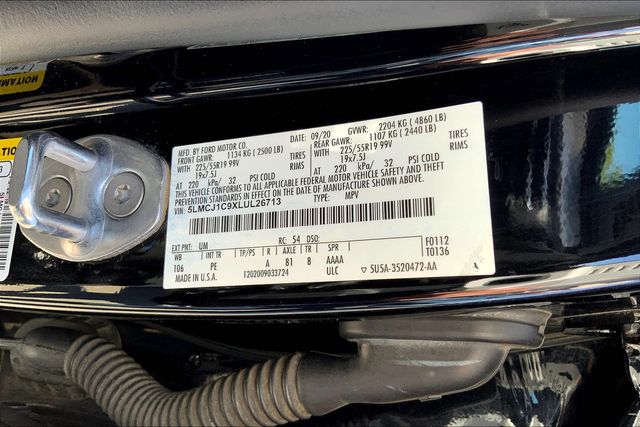 MFD. BY FORD MOTOR CO.
DATE: 09/20 GVWR: 2204 KG ( 4860 LB)
FRONT GAWR: 1134 KG ( 2500 LB)
REAR GAWR: 1107 KG ( 2440 LB)
WITH 225/55R19 99V TIRES
WITH 225/55R19 99V TIRES
19x7.5J RIMS
19x7.5J RIMS
AT 220 kPa/ 32 PSI COLD
AT 220 kPa/ 32 PSI COLD
THIS VEHICLE CONFORMS TO ALL APPLICABLE FEDERAL MOTOR VEHICLE SAFETY AND THEFT
PREVENTION STANDARDS IN EFFECT ON THE DATE OF MANUFACTURE SHOWN ABOVE.
VIN: 5LMCJ1C9XLUL26713 TYPE: MPV
EXT PNT: UM RC: 54 DSO: F0112
WB INT TR TP/PS R AXLE TR SPR T0136
106 PE A 81 8 AAAA
MADE IN U.S.A. 1202009033724 ULC 5U5A-3520472-AA